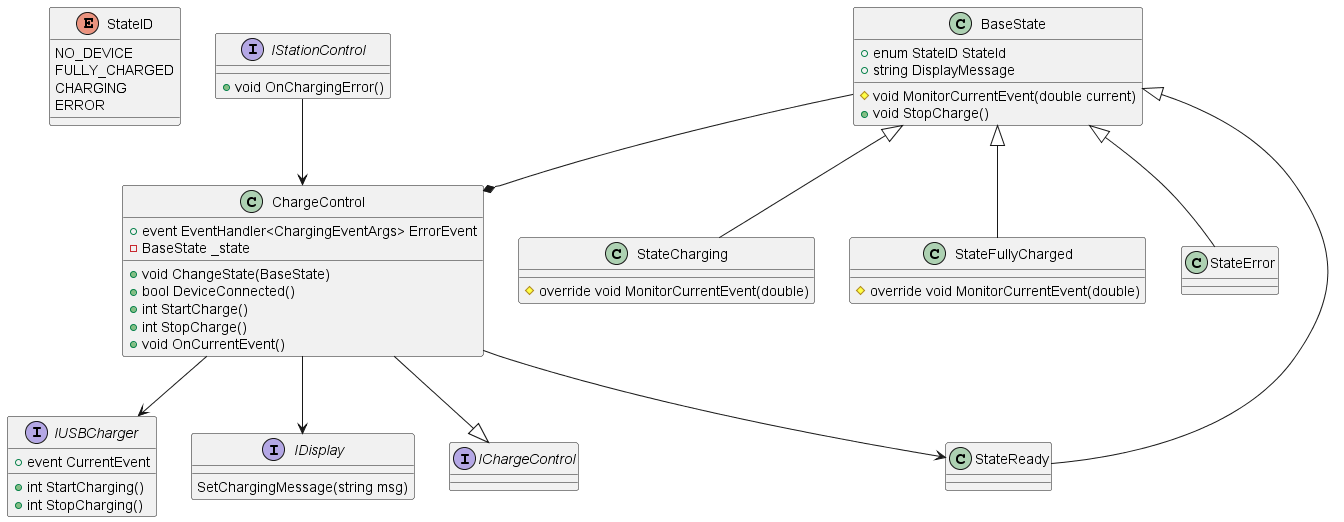 E StateID
NO_DEVICE
FULLY_CHARGED
CHARGING
ERROR
I IStationControl
void OnChargingError()
C BaseState
enum StateID StateId
string DisplayMessage
void MonitorCurrentEvent(double current)
void StopCharge()
C ChargeControl
event EventHandler<ChargingEventArgs> ErrorEvent
BaseState _state
void ChangeState(BaseState)
bool DeviceConnected()
int StartCharge()
int StopCharge()
void OnCurrentEvent()
C StateCharging
override void MonitorCurrentEvent(double)
C StateFullyCharged
override void MonitorCurrentEvent(double)
C StateError
I IUSBCharger
event CurrentEvent
int StartCharging()
int StopCharging()
I IDisplay
SetChargingMessage(string msg)
I IChargeControl
C StateReady